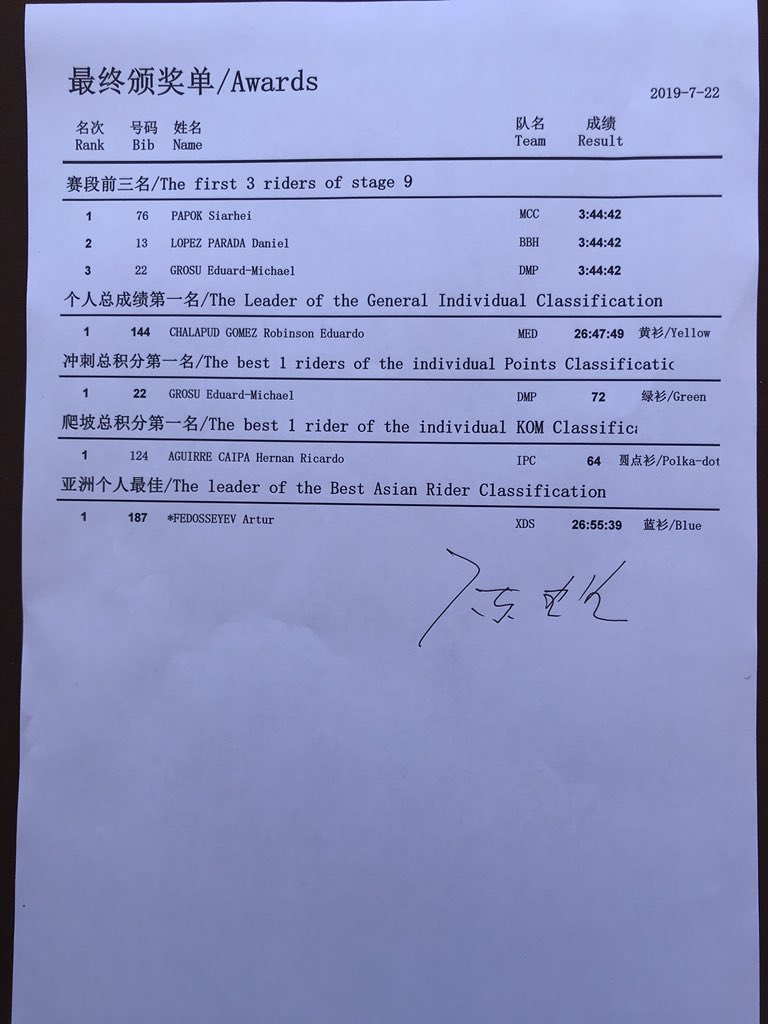 最终颁奖单/Awards
2019-7-22
名次 号码 姓名 队名 成绩
Rank Bib Name Team Result
赛段前三名/The first 3 riders of stage 9
1 76 PAPOK Siarhei MCC 3:44:42
2 13 LOPEZ PARADA Daniel BBH 3:44:42
3 22 GROSU Eduard-Michael DMP 3:44:42
个人总成绩第一名/The Leader of the General Individual Classification
1 144 CHALAPUD GOMEZ Robinson Eduardo MED 26:47:49 黄衫/Yellow
冲刺总积分第一名/The best 1 riders of the individual Points Classificatic
1 22 GROSU Eduard-Michael DMP 72 绿衫/Green
爬坡总积分第一名/The best 1 rider of the individual KOM Classifica
1 124 AGUIRRE CAIPA Hernan Ricardo IPC 64 圆点衫/Polka-dot
亚洲个人最佳/The leader of the Best Asian Rider Classification
1 187 *FEDOSSEYEV Artur XDS 26:55:39 蓝衫/Blue